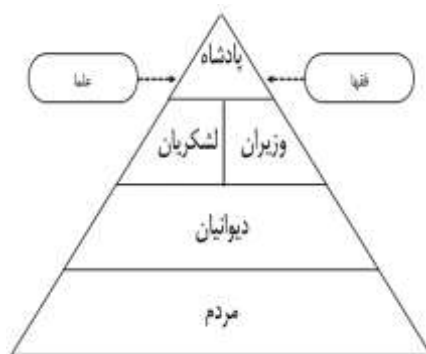 پادشاه
فقها
علما
وزیران
لشکریان
دیوانیان
مردم